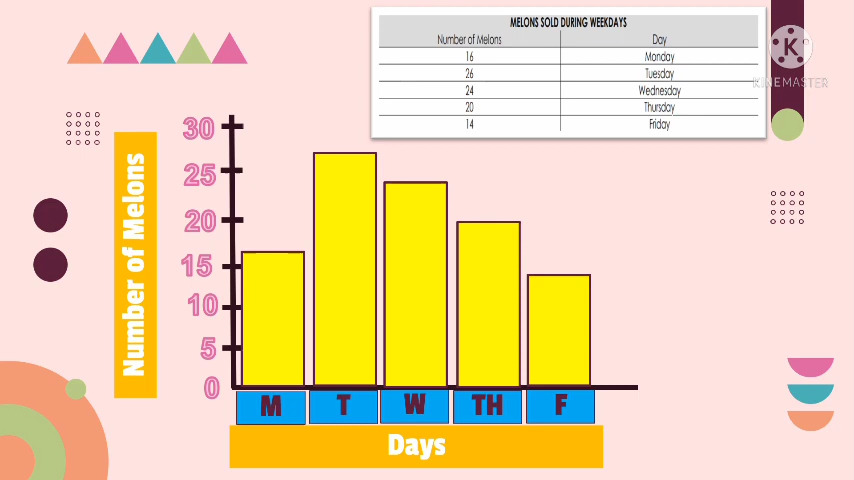 MELONS SOLD DURING WEEKDAYS
Number of Melons Day
16 Monday
26 Tuesday
24 Wednesday
20 Thursday
14 Friday
K
KINEMASTER
Number of Melons
30
25
20
15
10
5
0
M T W TH F
Days